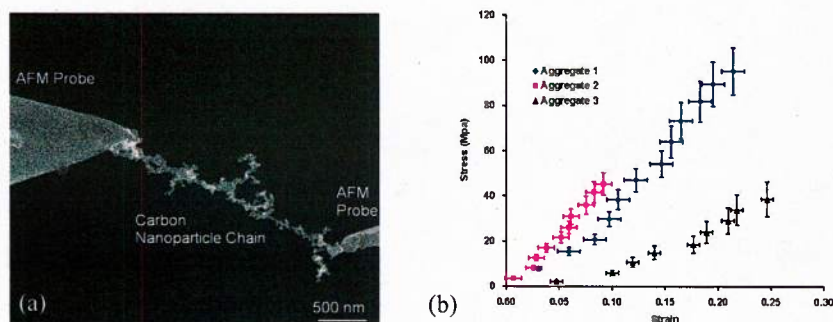 AFM Probe
Carbon
Nanoparticle Chain
AFM
Probe
(a)
500 nm
(b)
Stress (Mpa)
120
100
80
60
40
20
0
Aggregate 1
Aggregate 2
Aggregate 3
0.00 0.05 0.10 0.15 0.20 0.25 0.30
Strain